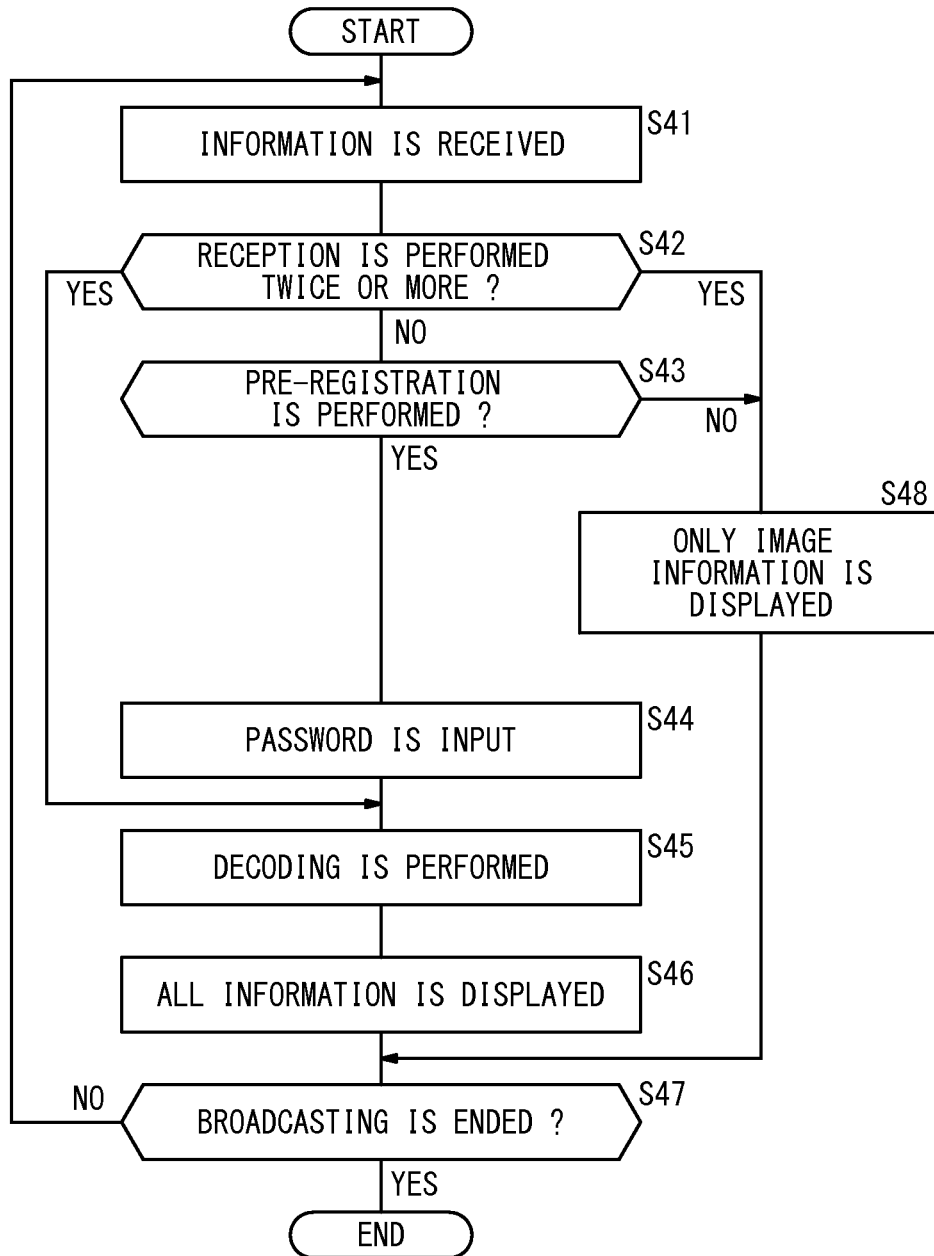 START
INFORMATION IS RECEIVED
S41
RECEPTION IS PERFORMED
TWICE OR MORE ?
S42
YES
YES
NO
PRE-REGISTRATION
IS PERFORMED ?
S43
NO
YES
S48
ONLY IMAGE
INFORMATION IS
DISPLAYED
PASSWORD IS INPUT
S44
DECODING IS PERFORMED
S45
ALL INFORMATION IS DISPLAYED
S46
NO
BROADCASTING IS ENDED ?
S47
YES
END